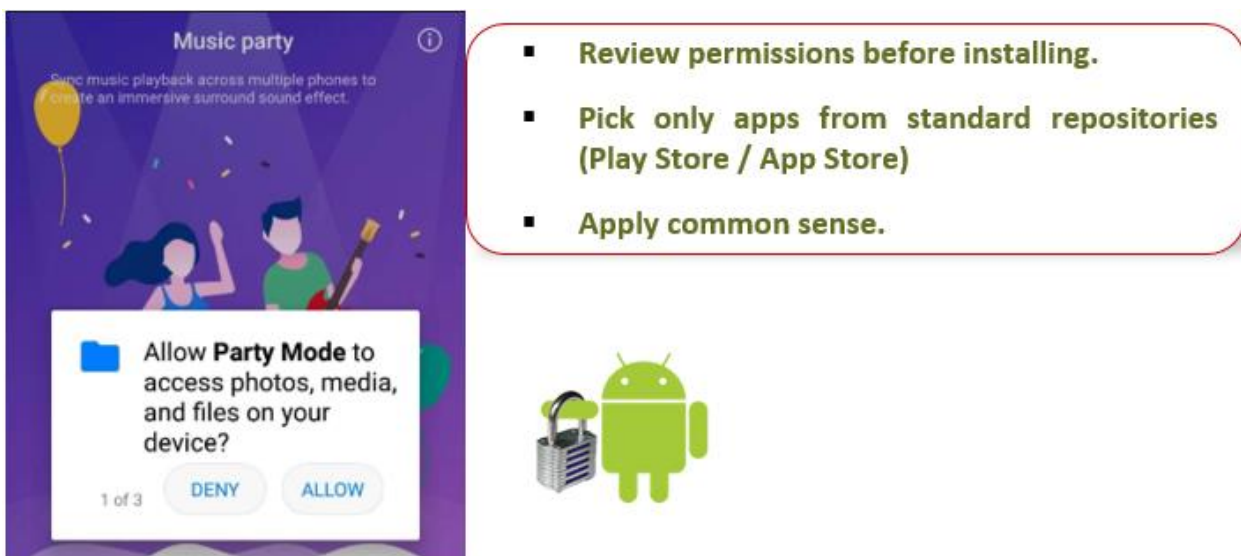 Music party
Sync music playback across multiple phones to
create an immersive surround sound effect.
Allow Party Mode to
access photos, media,
and files on your
device?
1 of 3
DENY
ALLOW
▪ Review permissions before installing.
▪ Pick only apps from standard repositories
(Play Store / App Store)
▪ Apply common sense.